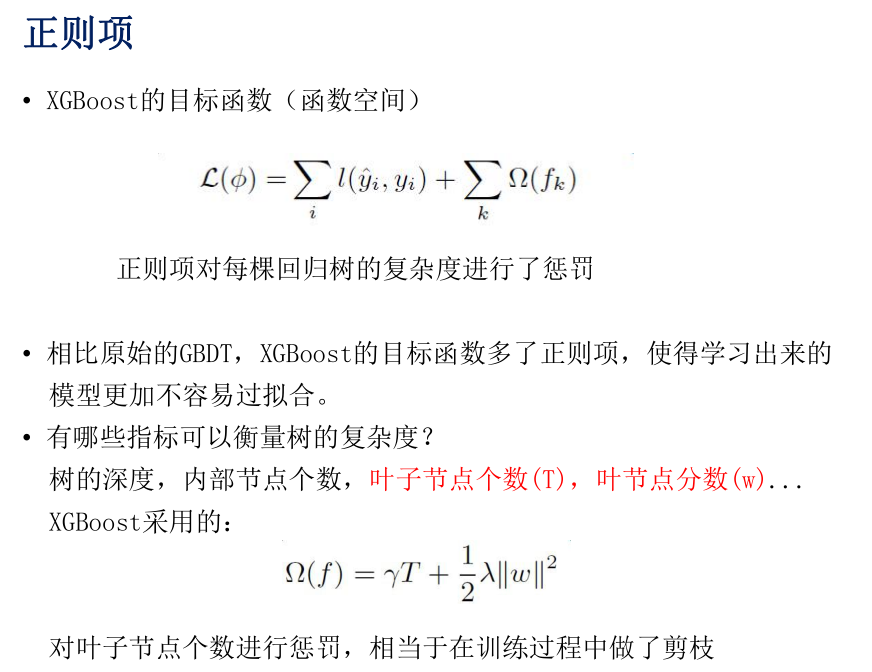 正则项
• XGBoost的目标函数（函数空间）
$\mathcal{L}(\phi) = \sum_i l(\hat{y}_i, y_i) + \sum_k \Omega(f_k)$
正则项对每棵回归树的复杂度进行了惩罚
• 相比原始的GBDT，XGBoost的目标函数多了正则项，使得学习出来的
模型更加不容易过拟合。
• 有哪些指标可以衡量树的复杂度？
树的深度，内部节点个数，叶子节点个数(T)，叶节点分数(w)...
XGBoost采用的：
$\Omega(f) = \gamma T + \frac{1}{2}\lambda\|w\|^2$
对叶子节点个数进行惩罚，相当于在训练过程中做了剪枝